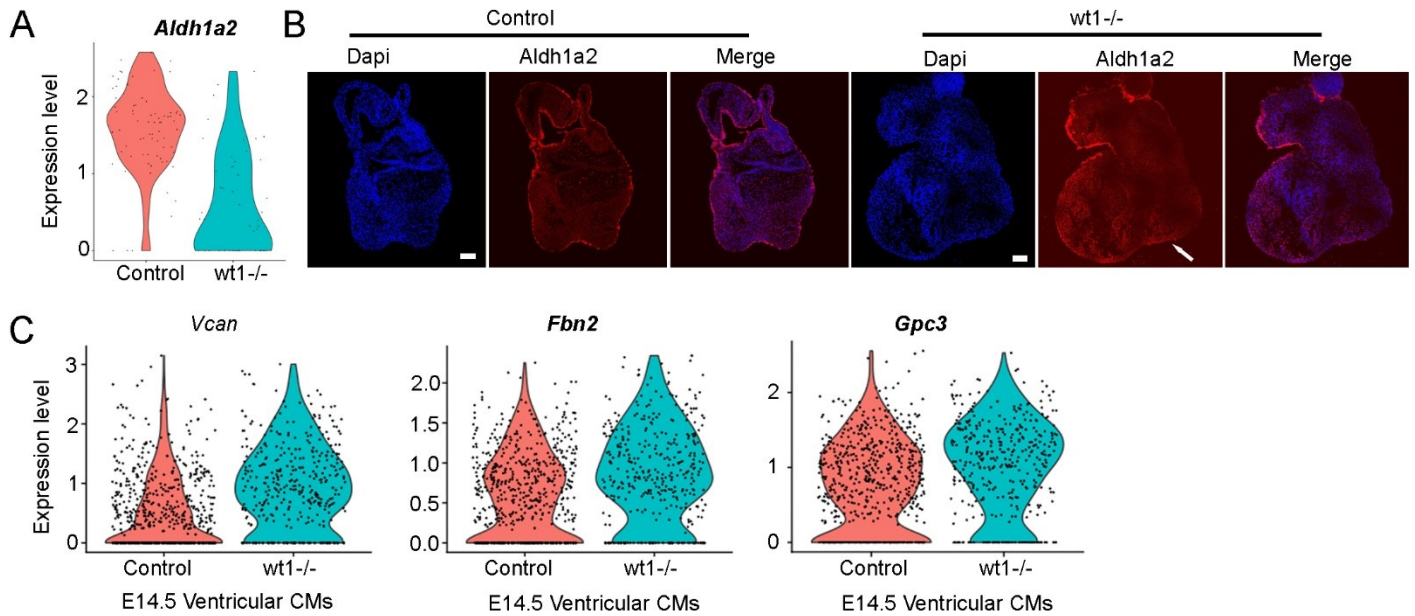 A
Aldh1a2
Expression level
2
1
0
Control
wt1-/-
B
Control
wt1-/-
Dapi
Aldh1a2
Merge
Dapi
Aldh1a2
Merge
C
Vcan
Expression level
3
2
1
0
Control
wt1-/-
E14.5 Ventricular CMs
Fbn2
2.0
1.5
1.0
0.5
0.0
Control
wt1-/-
E14.5 Ventricular CMs
Gpc3
2
1
0
Control
wt1-/-
E14.5 Ventricular CMs